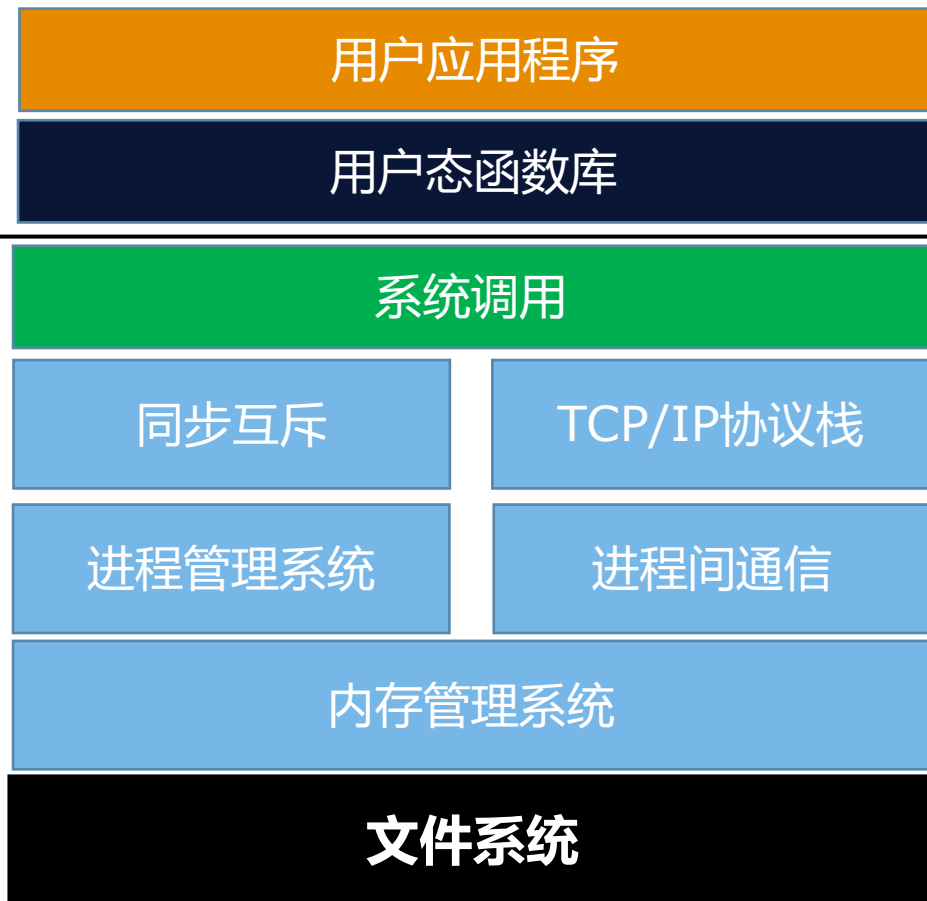 用户应用程序
用户态函数库
系统调用
同步互斥
TCP/IP协议栈
进程管理系统
进程间通信
内存管理系统
文件系统